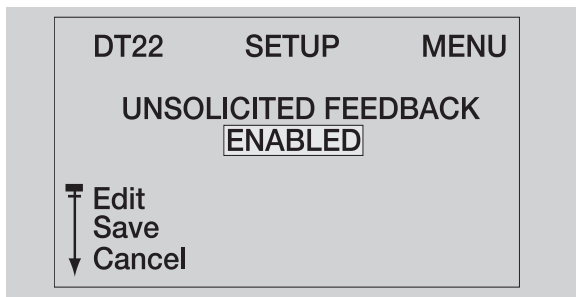 DT22 SETUP MENU
UNSOLICITED FEEDBACK
ENABLED
Edit
Save
Cancel